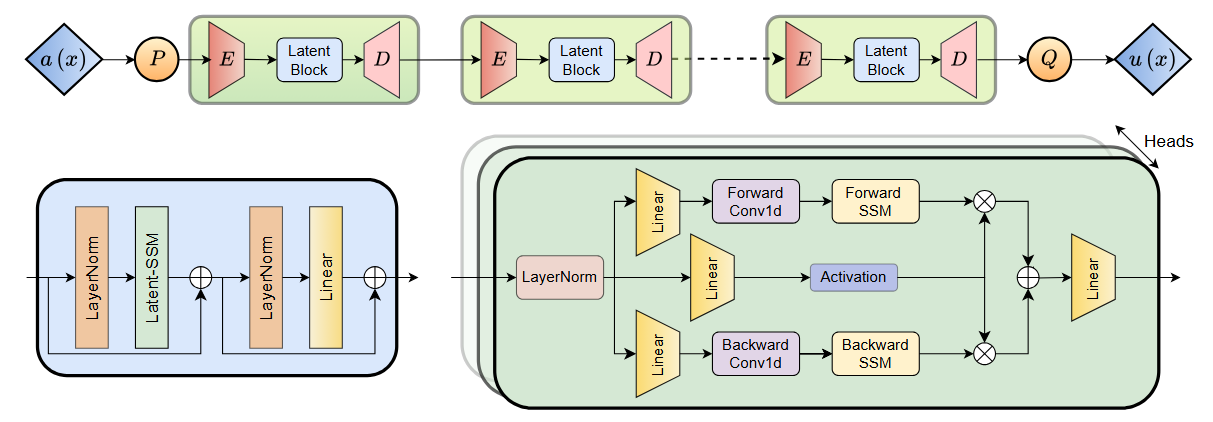 a(x)
P
E
Latent
Block
D
E
Latent
Block
D
E
Latent
Block
D
Q
u(x)
Heads
LayerNorm
Latent-SSM
LayerNorm
Linear
LayerNorm
Linear
Forward
Conv1d
Forward
SSM
Linear
Activation
Linear
Backward
Conv1d
Backward
SSM
Linear